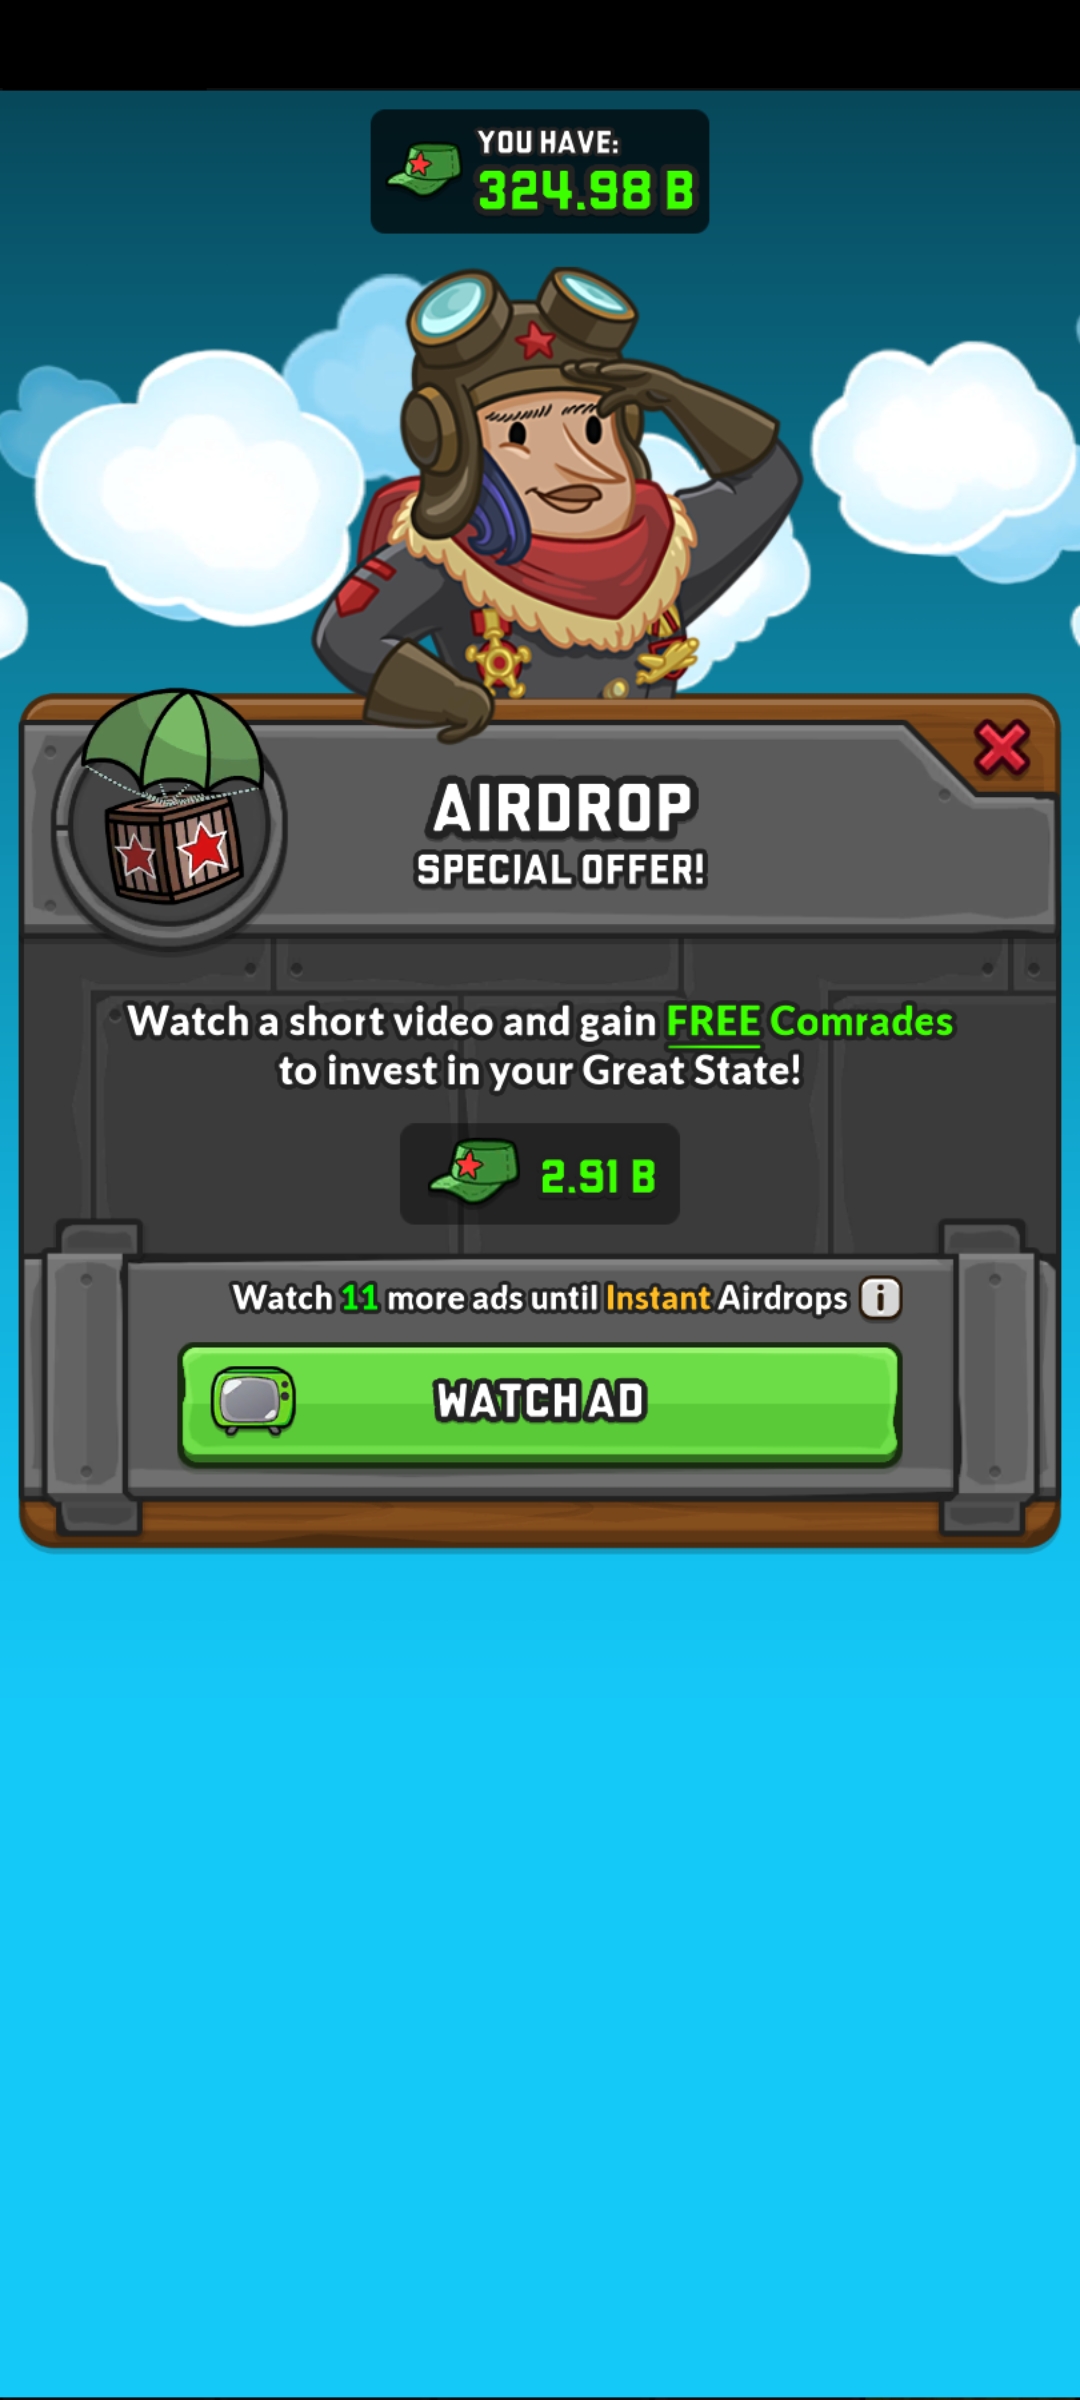 YOU HAVE:
324.98 B
AIRDROP
SPECIAL OFFER!
Watch a short video and gain FREE Comrades
to invest in your Great State!
2.91 B
Watch 11 more ads until Instant Airdrops i
WATCH AD